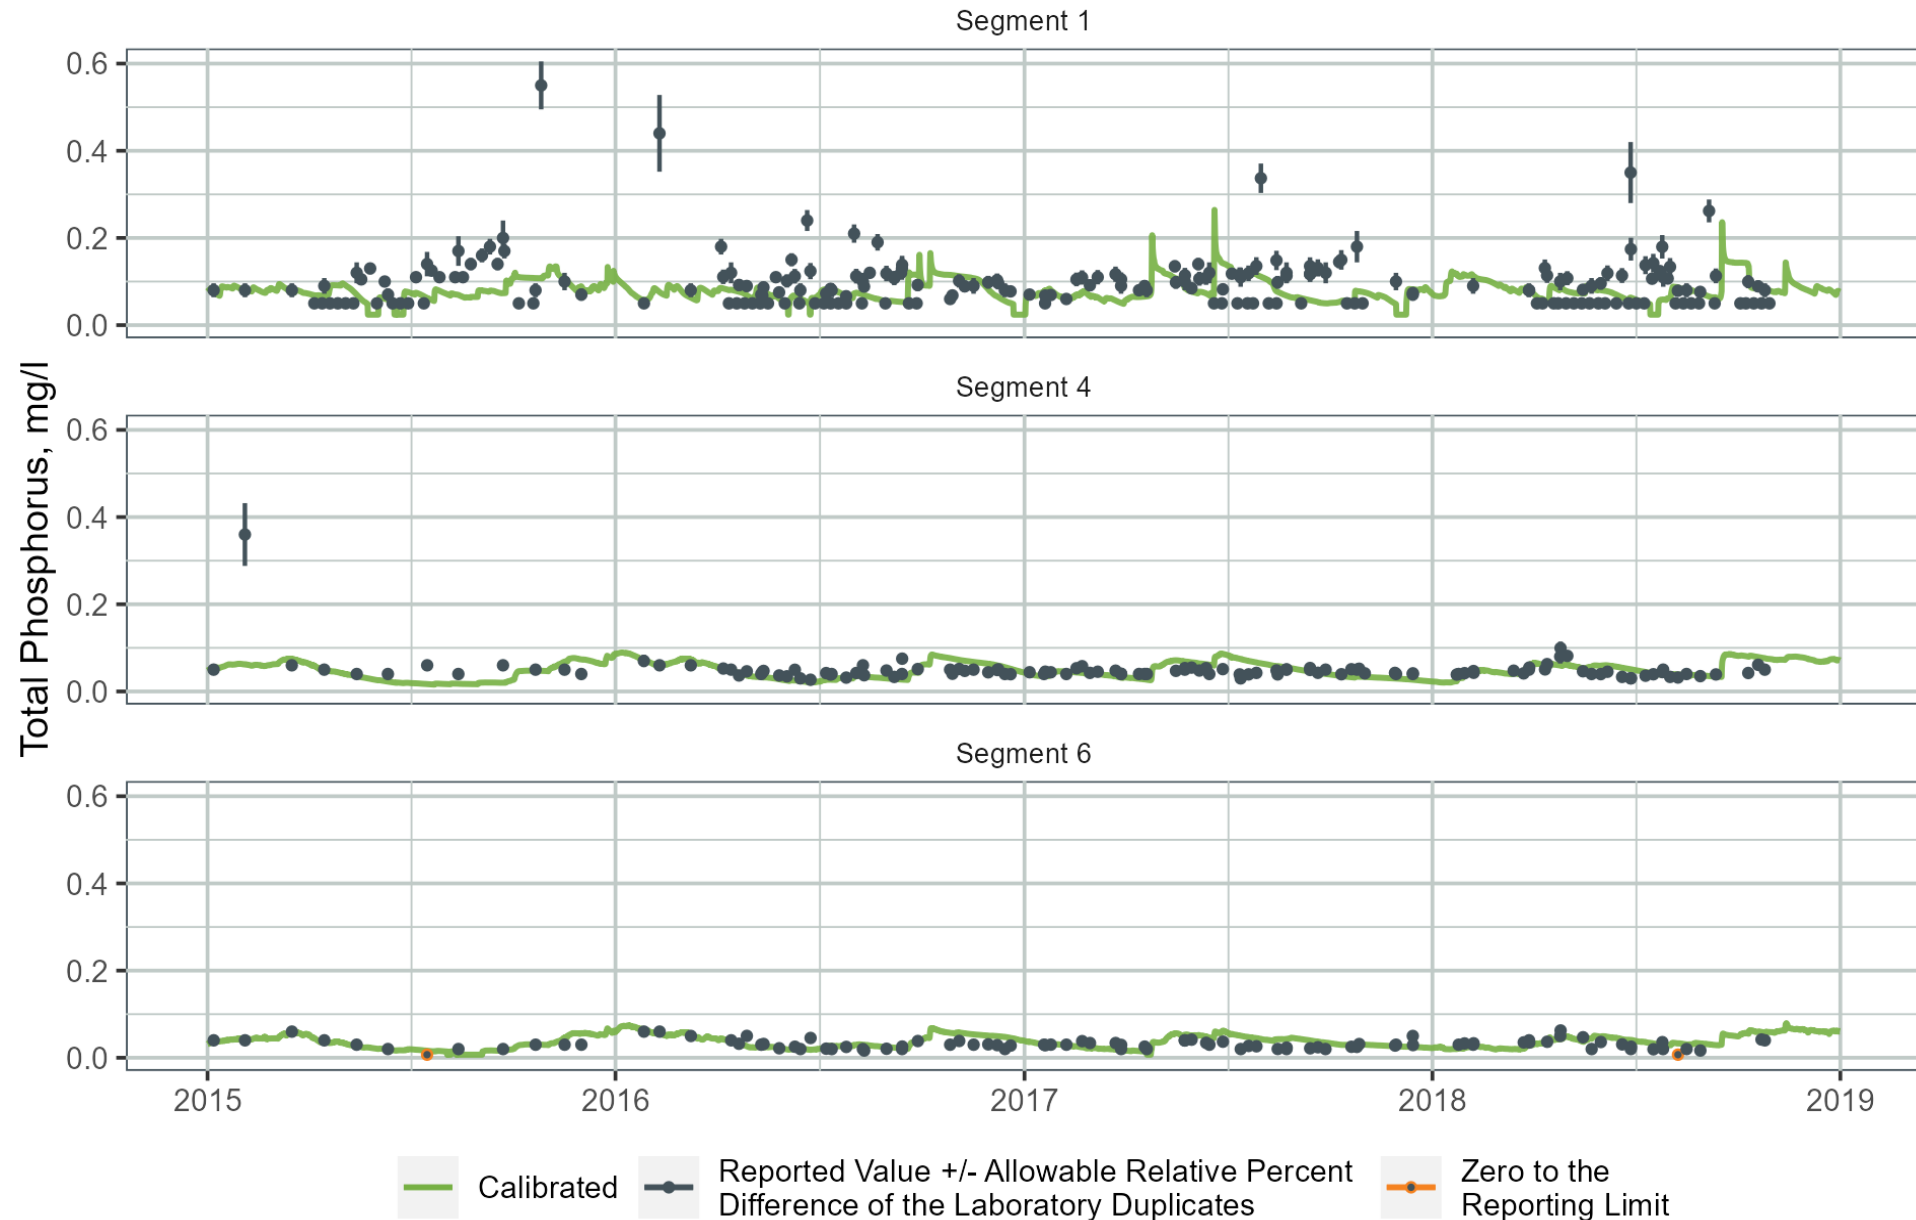 Segment 1
0.6
0.4
0.2
0.0
Segment 4
0.6
0.4
0.2
0.0
Segment 6
0.6
0.4
0.2
0.0
Total Phosphorus, mg/l
2015
2016
2017
2018
2019
Calibrated
Reported Value +/- Allowable Relative Percent
Difference of the Laboratory Duplicates
Zero to the
Reporting Limit